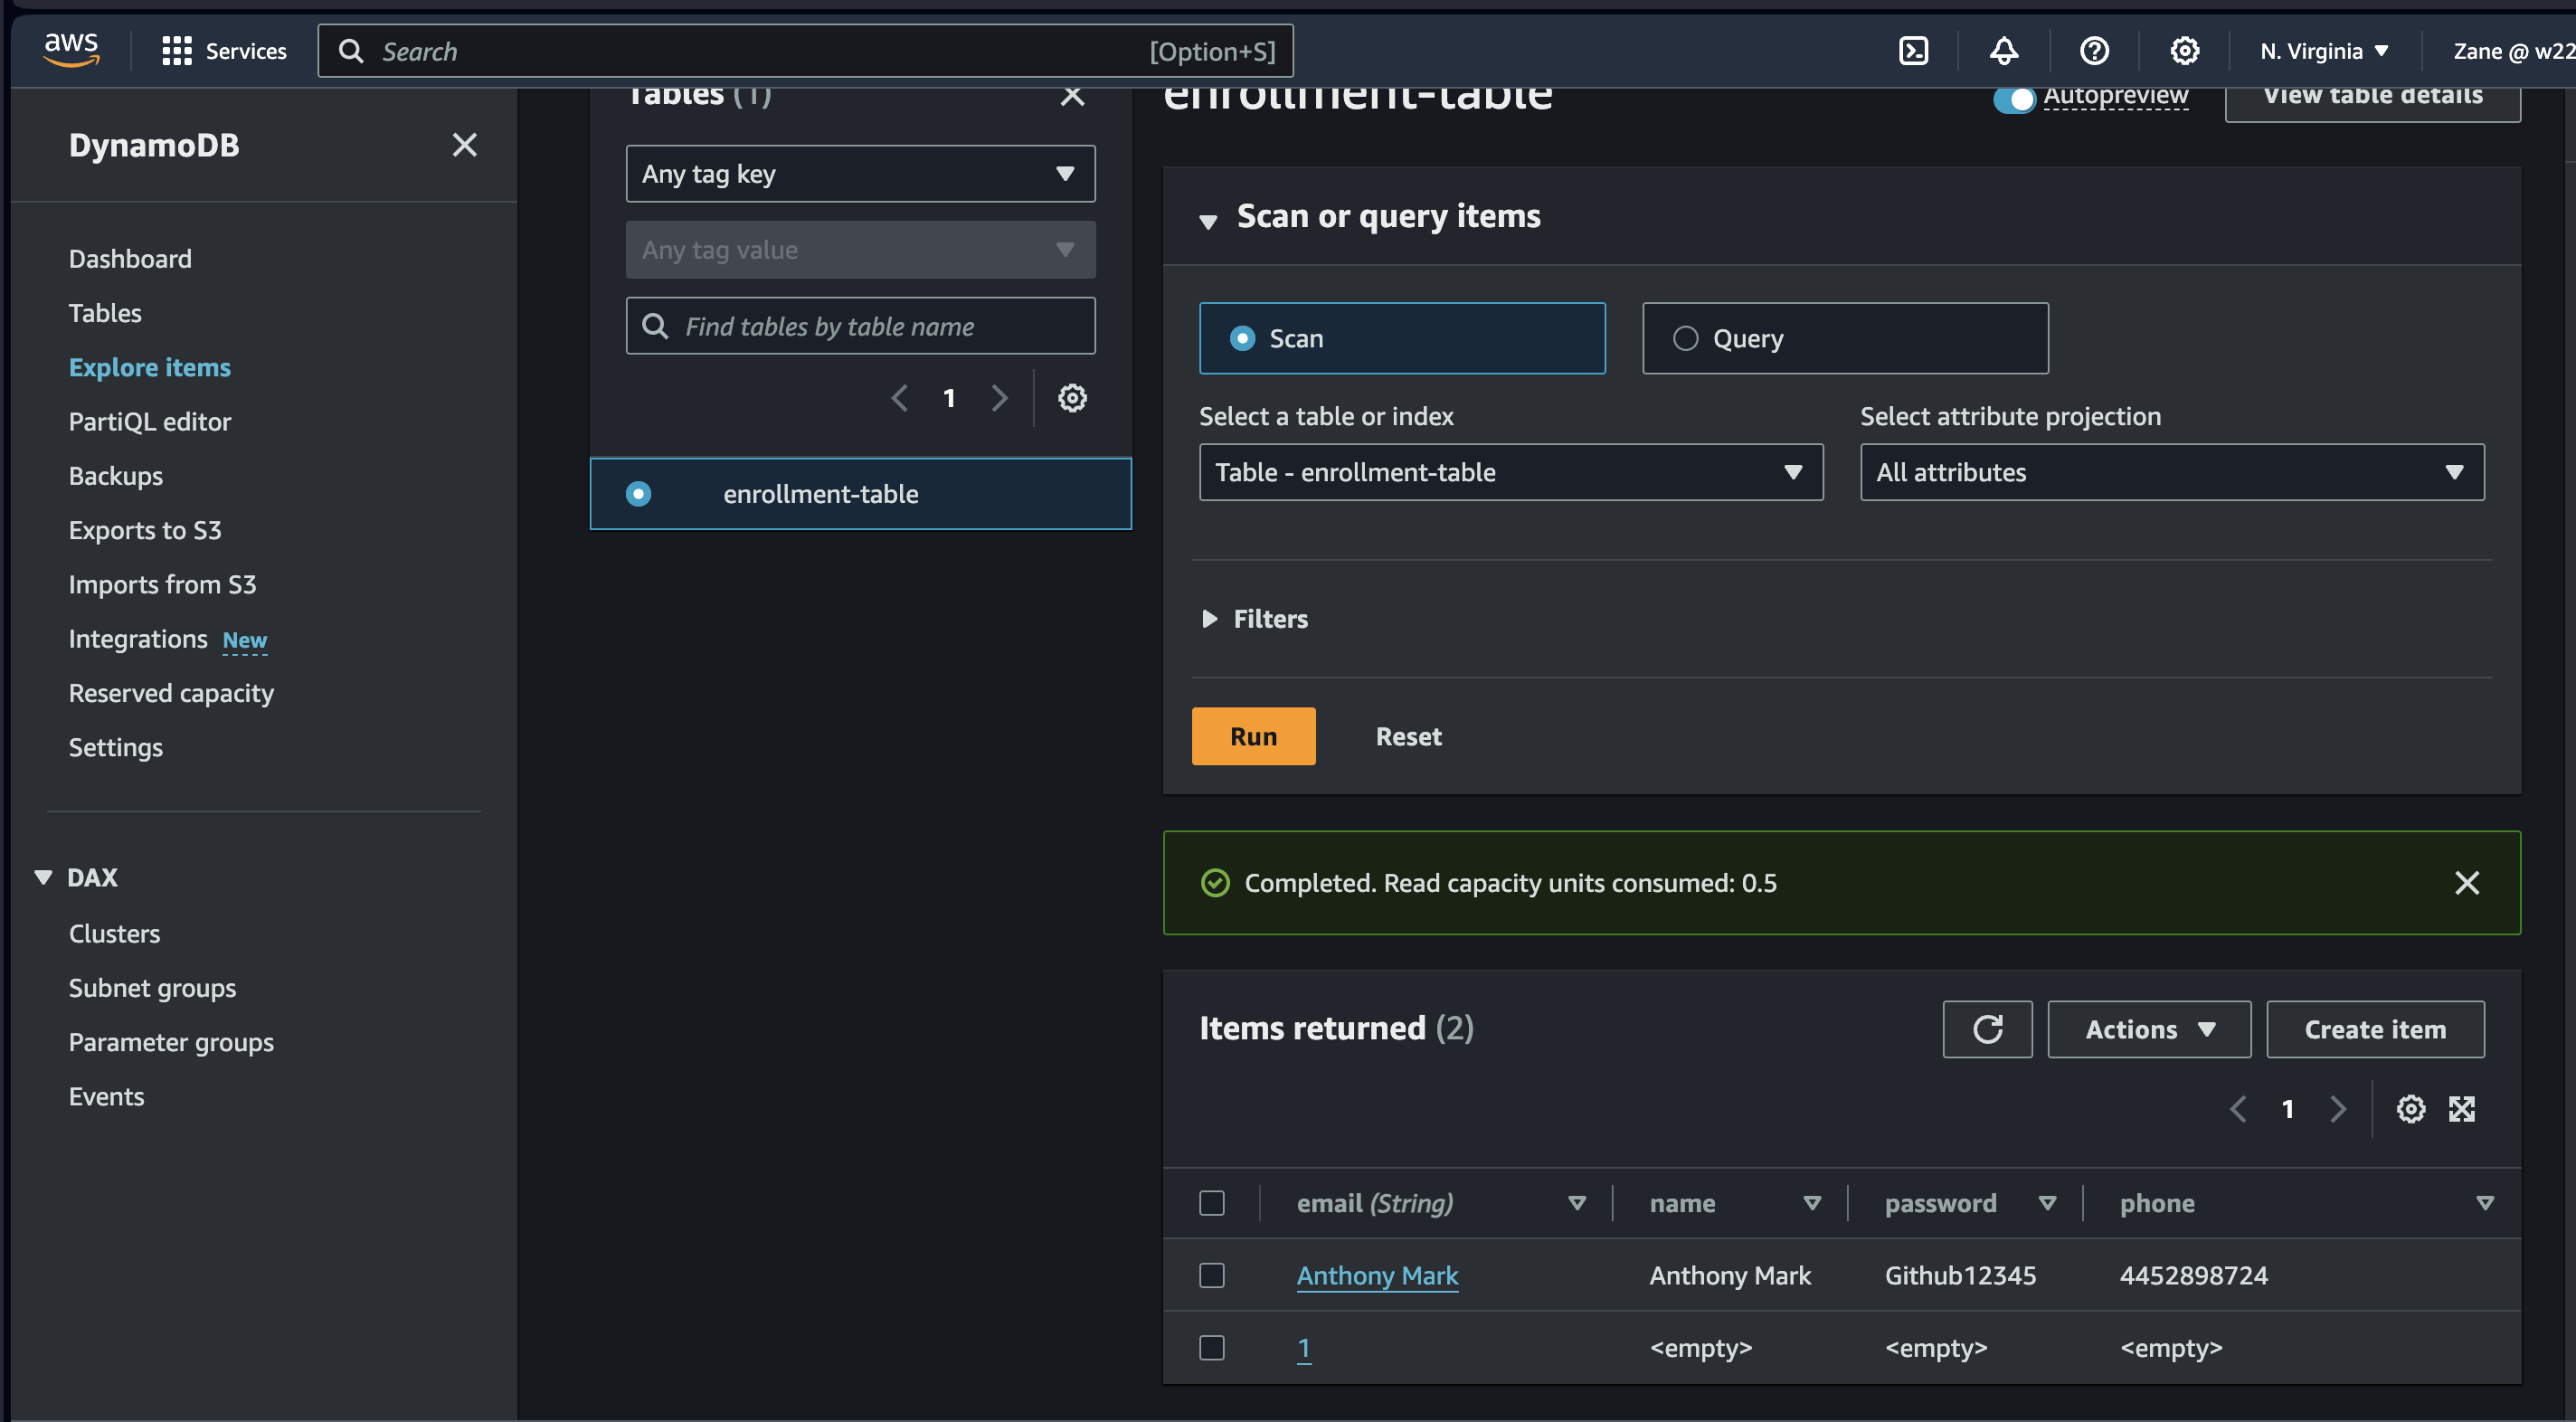 aws
Services
Search
[Option+S]
N. Virginia
Zane @ w22
DynamoDB
Dashboard
Tables
Explore items
PartiQL editor
Backups
Exports to S3
Imports from S3
Integrations New
Reserved capacity
Settings
DAX
Clusters
Subnet groups
Parameter groups
Events
Tables (1)
Any tag key
Any tag value
Find tables by table name
1
enrollment-table
enrollment-table
Autopreview
View table details
Scan or query items
Scan
Query
Select a table or index
Table - enrollment-table
Select attribute projection
All attributes
Filters
Run
Reset
Completed. Read capacity units consumed: 0.5
Items returned (2)
Actions
Create item
1
email (String) name password phone
Anthony Mark Anthony Mark Github12345 4452898724
1 <empty> <empty> <empty>